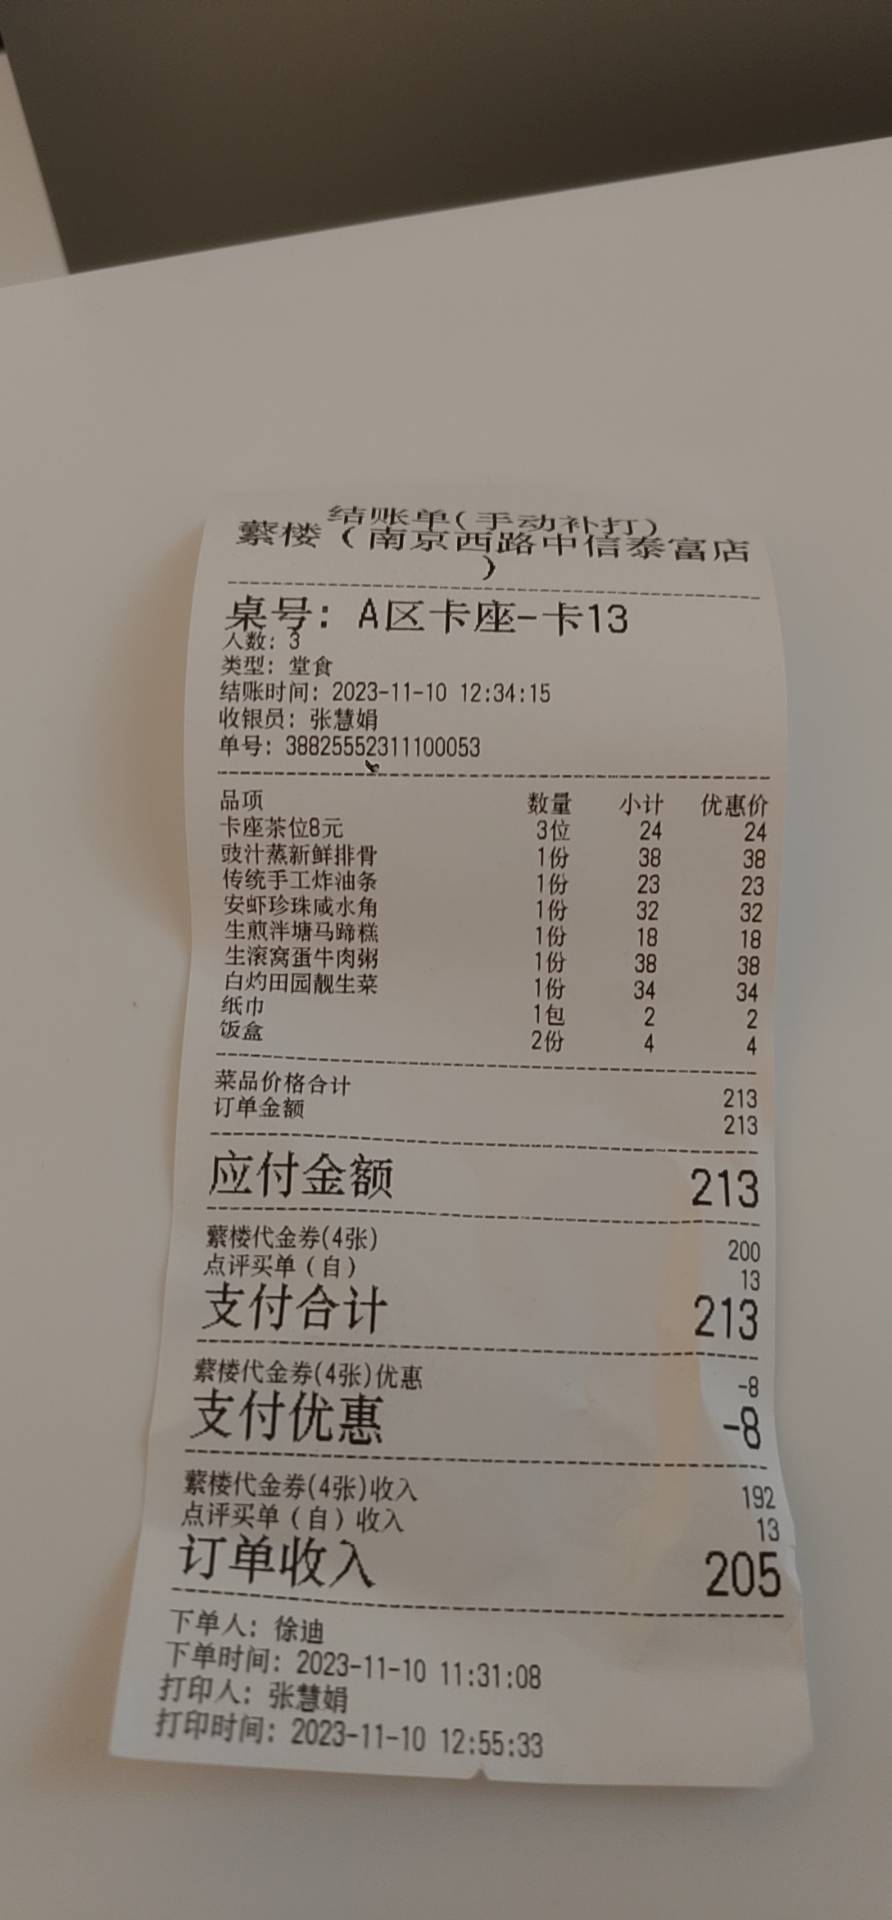 结账单(手动补打)
蘩楼（南京西路中信泰富店
）
桌号: A区卡座-卡13
人数: 3
类型: 堂食
结账时间: 2023-11-10 12:34:15
收银员: 张慧娟
单号: 38825552311100053
品项 数量 小计 优惠价
卡座茶位8元 3位 24 24
豉汁蒸新鲜排骨 1份 38 38
传统手工炸油条 1份 23 23
安虾珍珠咸水角 1份 32 32
生煎泮塘马蹄糕 1份 18 18
生滚窝蛋牛肉粥 1份 38 38
白灼田园靓生菜 1份 34 34
纸巾 1包 2 2
饭盒 2份 4 4
菜品价格合计 213
订单金额 213
应付金额 213
蘩楼代金券(4张) 200
点评买单（自） 13
支付合计 213
蘩楼代金券(4张)优惠 -8
支付优惠 -8
蘩楼代金券(4张)收入 192
点评买单（自）收入 13
订单收入 205
下单人: 徐迪
下单时间: 2023-11-10 11:31:08
打印人: 张慧娟
打印时间: 2023-11-10 12:55:33